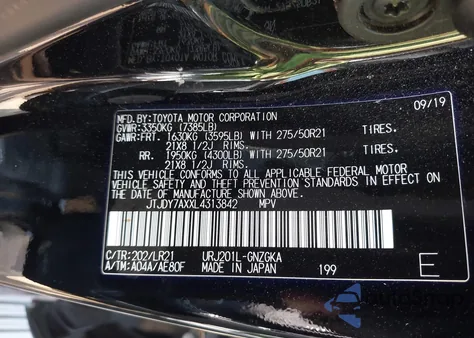 MFD.BY:TOYOTA MOTOR CORPORATION 09/19
GVWR:3350KG (7385LB)
GAWR:FRT. 1630KG (3595LB) WITH 275/50R21 TIRES.
21X8 1/2J RIMS.
RR. 1950KG (4300LB) WITH 275/50R21 TIRES.
21X8 1/2J RIMS.
THIS VEHICLE CONFORMS TO ALL APPLICABLE FEDERAL MOTOR
VEHICLE SAFETY AND THEFT PREVENTION STANDARDS IN EFFECT
ON THE DATE OF MANUFACTURE SHOWN ABOVE.
JTJDY7AXXL4313842 MPV
C/TR:202/LR21 URJ201L-GNZGKA
A/TM:A04A/AE80F MADE IN JAPAN 199 E